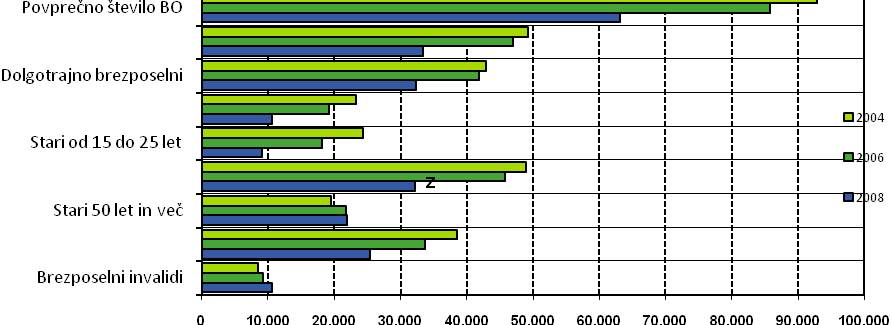 Povprečno število BO
Dolgotrajno brezposelni
Stari od 15 do 25 let
Stari 50 let in več
Brezposelni invalidi
Z
2004
2006
2008
0 10.000 20.000 30.000 40.000 50.000 60.000 70.000 80.000 90.000 100.000